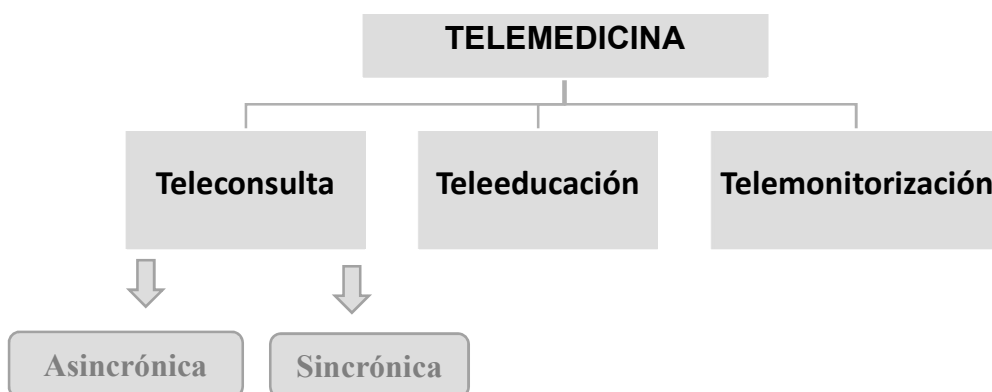 TELEMEDICINA
Teleconsulta
Teleeducación
Telemonitorización
Asincrónica
Sincrónica